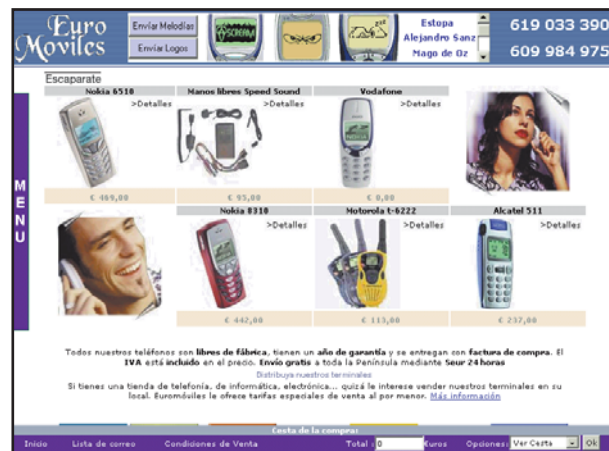 Euro
Moviles
Enviar Melodías
Enviar Logos
SCREAM
Estopa
Alejandro Sanz
Mago de Oz
619 033 390
609 984 975
Escaparate
Nokia 6510
Manos libres Speed Sound
Vodafone
>Detalles
>Detalles
>Detalles
€ 469,00
€ 95,00
€ 0,00
MENU
Nokia 8310
Motorola t-6222
Alcatel 511
>Detalles
>Detalles
>Detalles
€ 442,00
€ 113,00
€ 237,00
Todos nuestros teléfonos son libres de fábrica, tienen un año de garantía y se entregan con factura de compra. El
IVA está incluido en el precio. Envío gratis a toda la Península mediante Seur 24 horas
Distribuya nuestros terminales
Si tienes una tienda de telefonía, de informática, electrónica... quizá le interese vender nuestros terminales en su
local. Euromóviles le ofrece tarifas especiales de venta al por menor. Más información
Cesta de la compra:
Inicio Lista de correo Condiciones de Venta Total : 0 Euros Opciones: Ver Cesta Ok